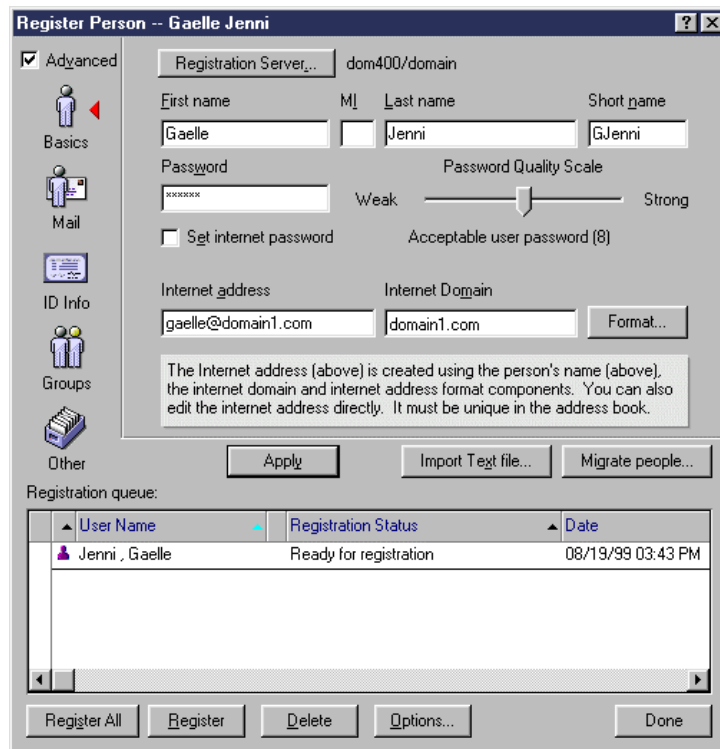 Register Person -- Gaelle Jenni
Advanced
Registration Server... dom400/domain
First name MI Last name Short name
Gaelle Jenni GJenni
Basics
Password Password Quality Scale
xxxxxx Weak Strong
Mail
Set internet password Acceptable user password (8)
ID Info
Internet address Internet Domain
gaelle@domain1.com domain1.com Format...
Groups
The Internet address (above) is created using the person's name (above),
the internet domain and internet address format components. You can also
edit the internet address directly. It must be unique in the address book.
Other
Apply Import Text file... Migrate people...
Registration queue:
User Name Registration Status Date
Jenni , Gaelle Ready for registration 08/19/99 03:43 PM
Register All Register Delete Options... Done